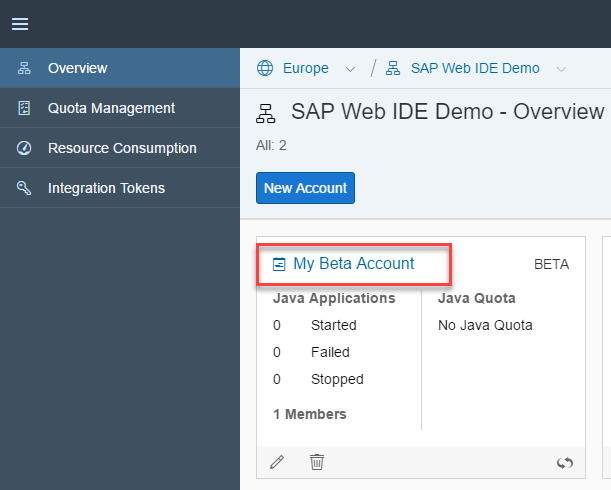 Overview
Quota Management
Resource Consumption
Integration Tokens
Europe / SAP Web IDE Demo
SAP Web IDE Demo - Overview
All: 2
New Account
My Beta Account BETA
Java Applications Java Quota
0 Started No Java Quota
0 Failed
0 Stopped
1 Members